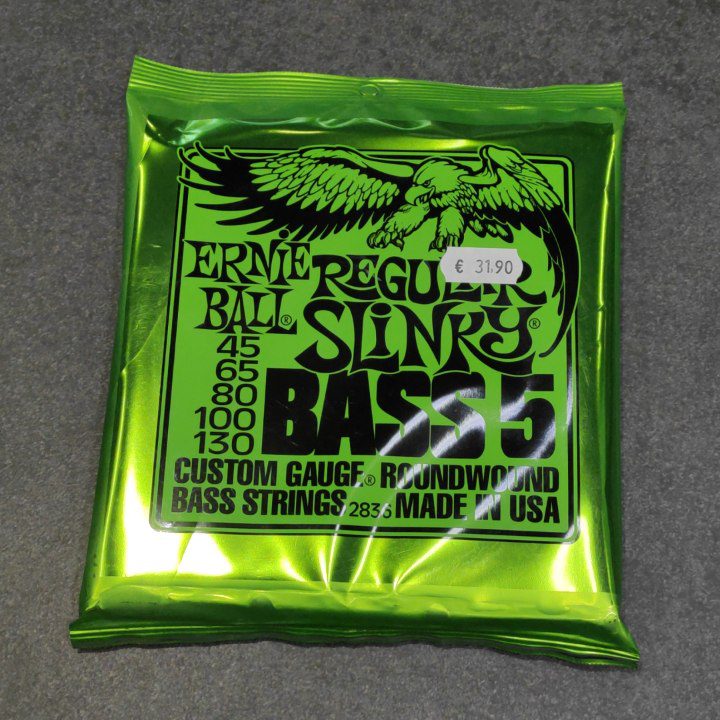 € 31.90
ERNIE BALL®
REGULAR SLINKY®
45
65
80
100
130
BASS 5
CUSTOM GAUGE® ROUNDWOUND
BASS STRINGS 2836 MADE IN USA